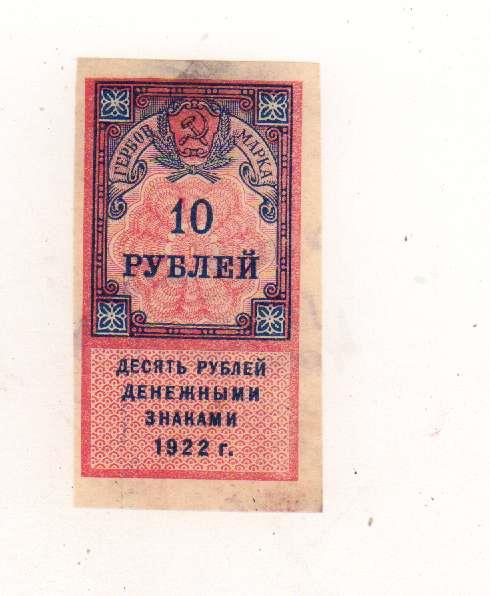 ГЕРБОВ. МАРКА
10
РУБЛЕЙ
ДЕСЯТЬ РУБЛЕЙ
ДЕНЕЖНЫМИ
ЗНАКАМИ
1922 г.